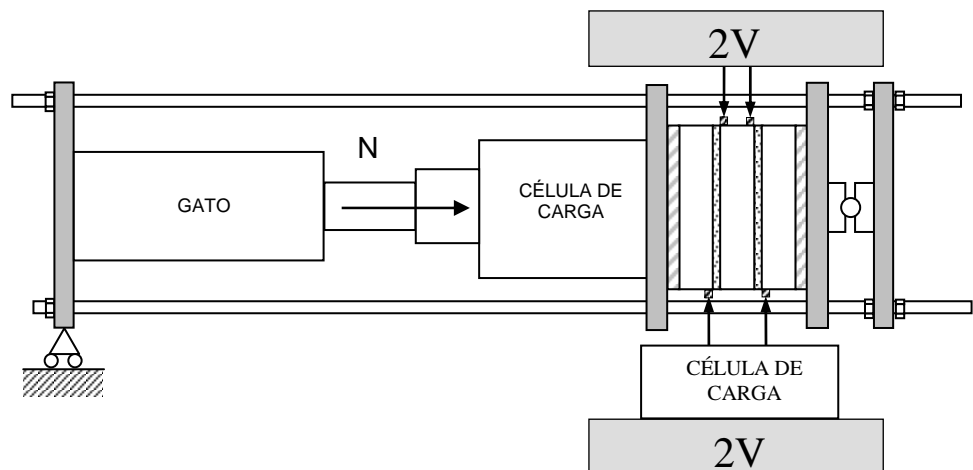 2V
N
GATO
CÉLULA DE
CARGA
CÉLULA DE
CARGA
2V